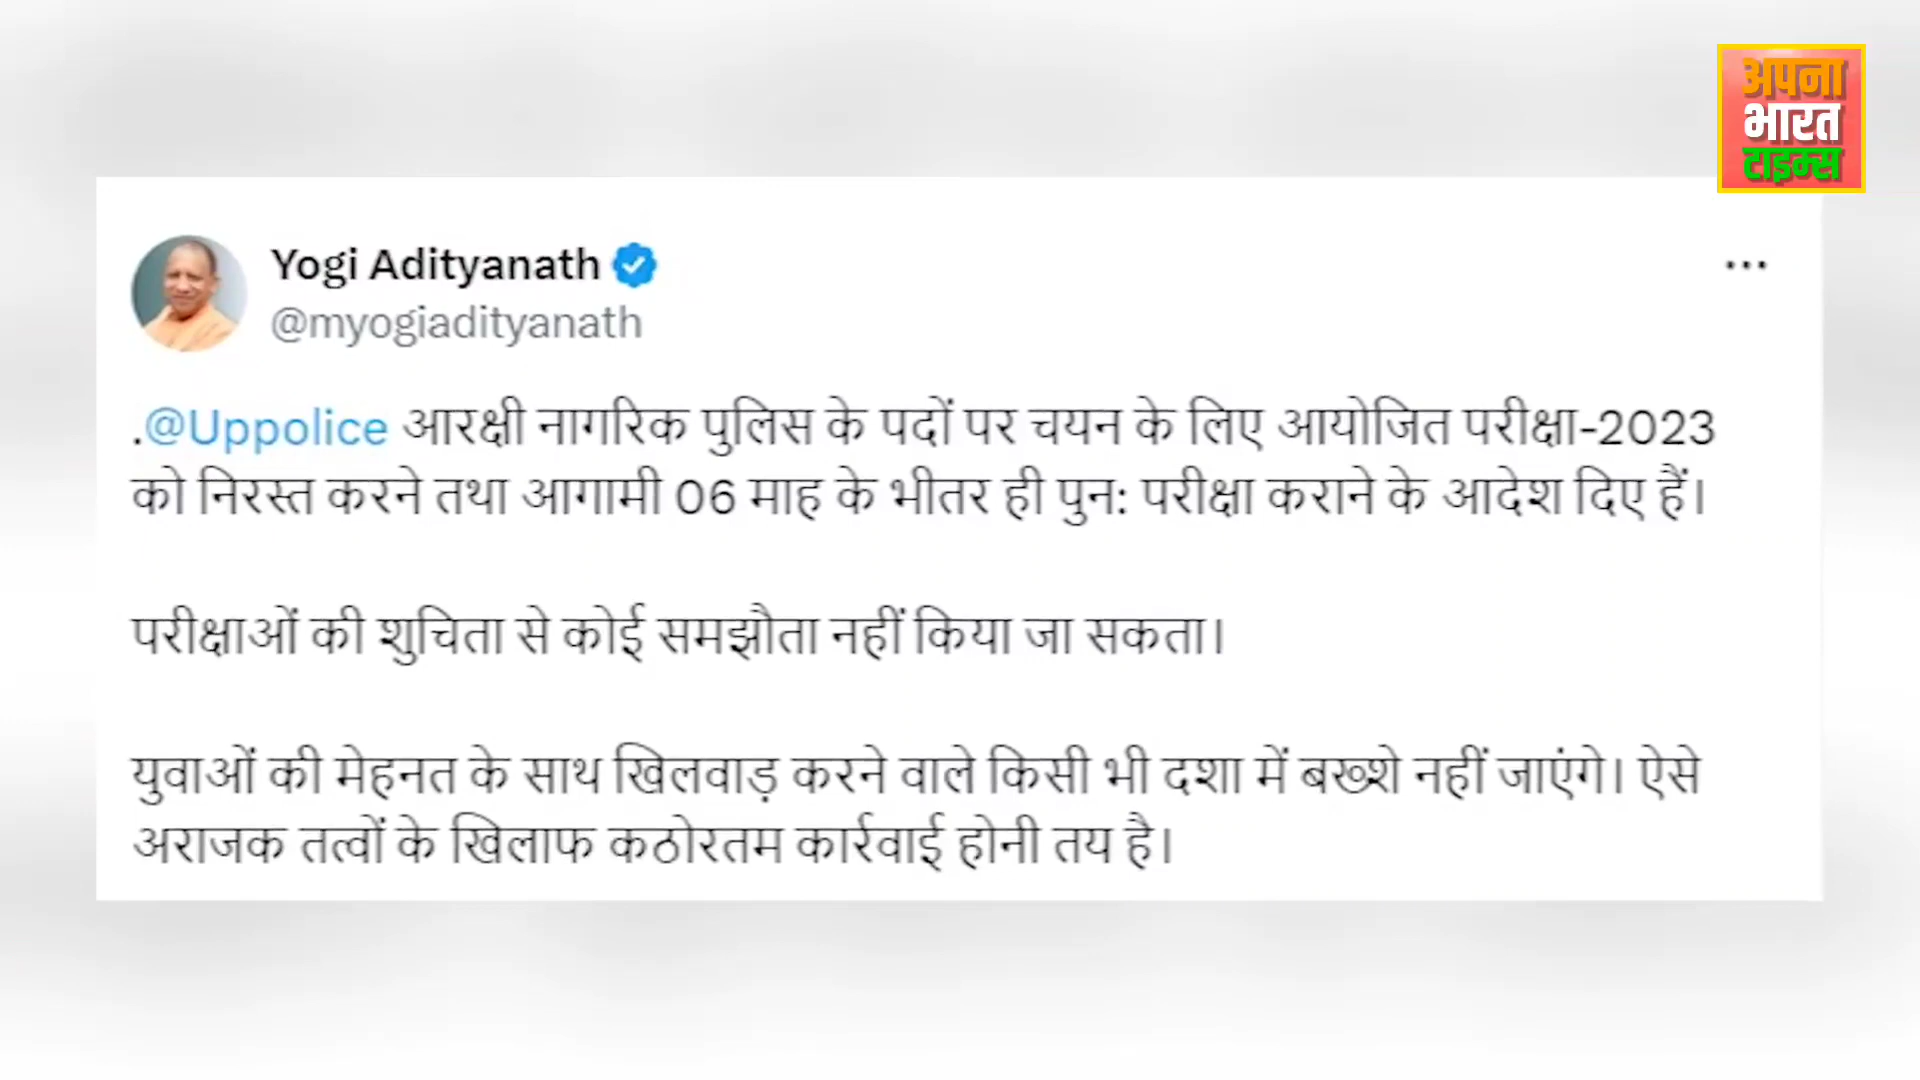 अपना
भारत
टाइम्स
Yogi Adityanath
@myogiadityanath
.@Uppolice आरक्षी नागरिक पुलिस के पदों पर चयन के लिए आयोजित परीक्षा-2023
को निरस्त करने तथा आगामी 06 माह के भीतर ही पुन: परीक्षा कराने के आदेश दिए हैं।
परीक्षाओं की शुचिता से कोई समझौता नहीं किया जा सकता।
युवाओं की मेहनत के साथ खिलवाड़ करने वाले किसी भी दशा में बख्शे नहीं जाएंगे। ऐसे
अराजक तत्वों के खिलाफ कठोरतम कार्रवाई होनी तय है।